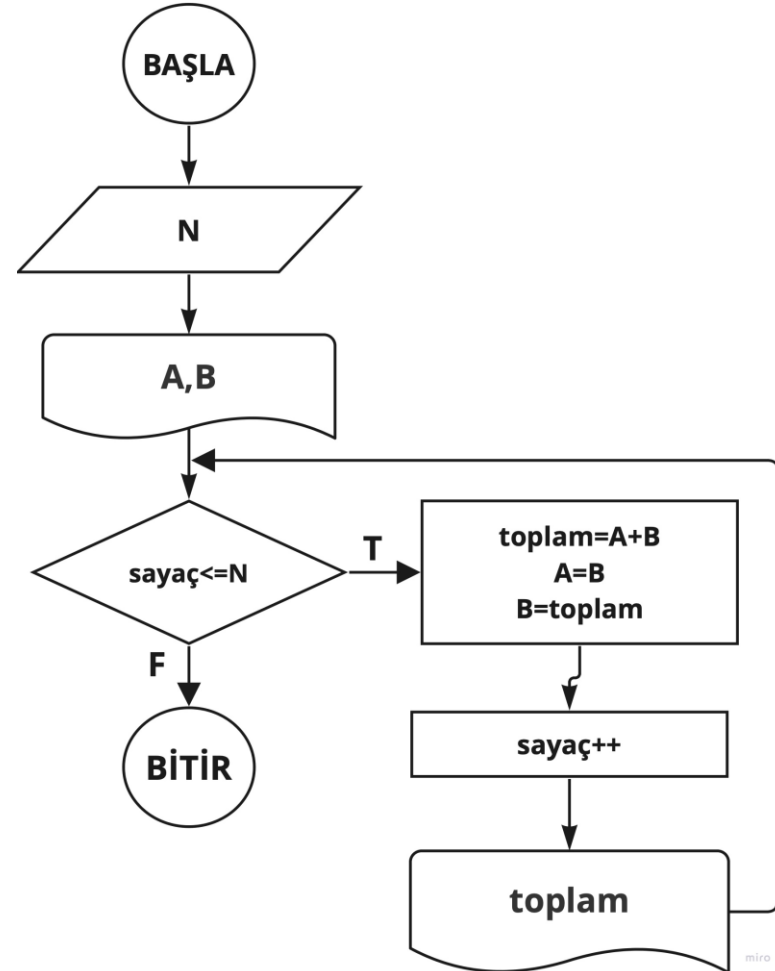 BAŞLA
N
A,B
sayaç<=N
T
toplam=A+B
A=B
B=toplam
F
BİTİR
sayaç++
toplam
miro